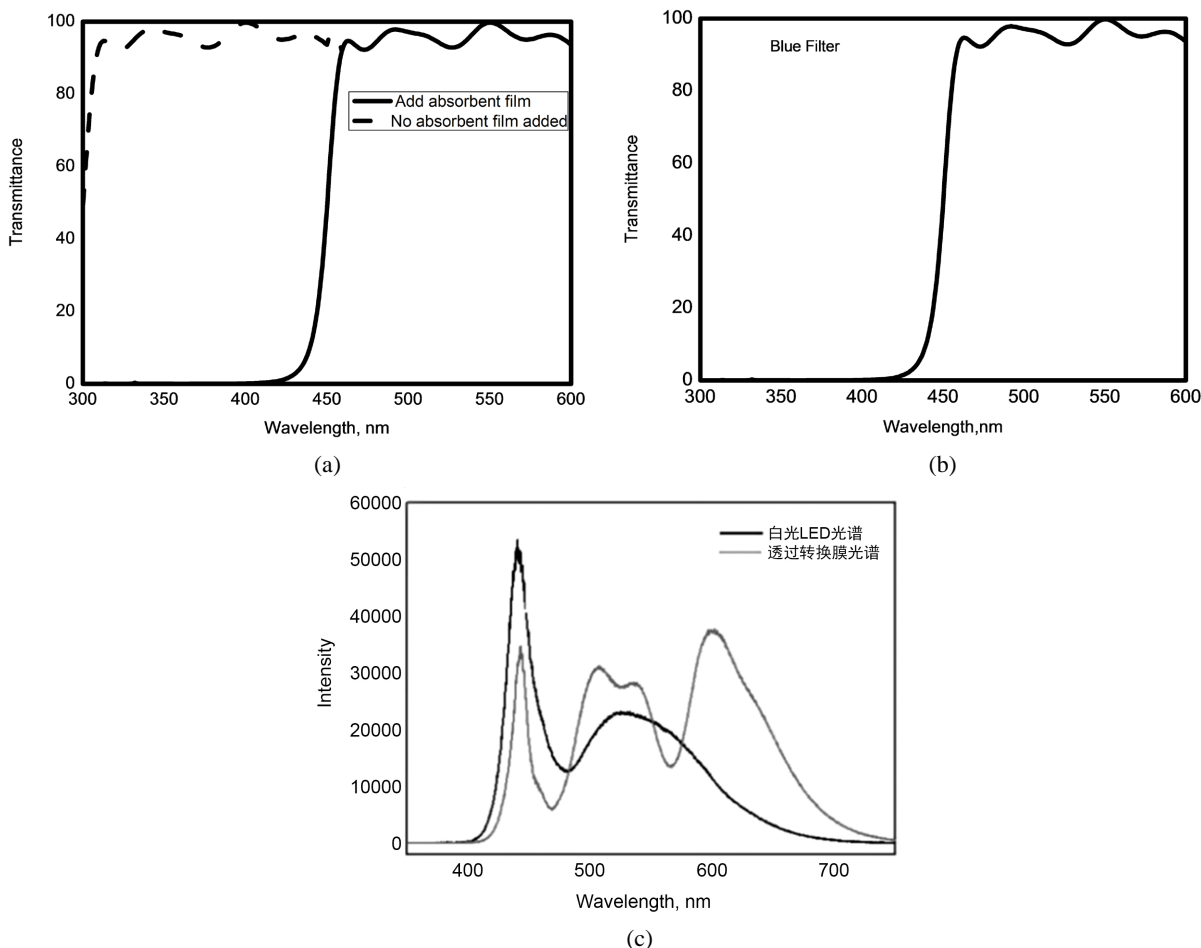 100
80
60
40
20
0
300 350 400 450 500 550 600
Transmittance
Wavelength, nm
Add absorbent film
No absorbent film added
(a)
100
80
60
40
20
0
300 350 400 450 500 550 600
Transmittance
Wavelength,nm
Blue Filter
(b)
60000
50000
40000
30000
20000
10000
0
400 500 600 700
Intensity
Wavelength, nm
白光LED光谱
透过转换膜光谱
(c)